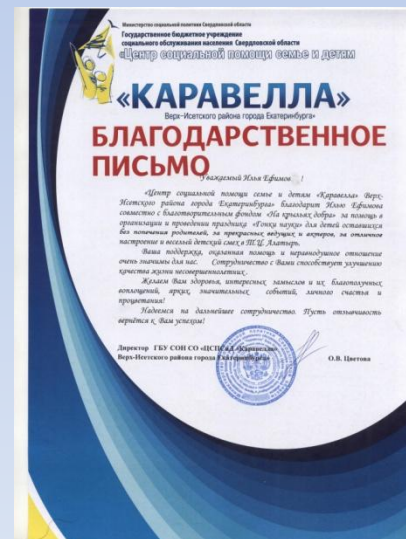 Министерство социальной политики Свердловской области
Государственное бюджетное учреждение
социального обслуживания населения Свердловской области
«Центр социальной помощи семье и детям
«КАРАВЕЛЛА»
Верх-Исетского района города Екатеринбурга»
БЛАГОДАРСТВЕННОЕ
ПИСЬМО
Уважаемый Илья Ефимов !
«Центр социальной помощи семье и детям «Каравелла» Верх-
Исетского района города Екатеринбурга» благодарит Илью Ефимова
совместно с благотворительным фондом «На крыльях добра» за помощь в
организации и проведении праздника «Гонки науки» для детей оставшихся
без попечения родителей, за прекрасных ведущих и актеров, за отличное
настроение и веселый детский смех в Т.Ц. Алатырь.
Ваша поддержка, оказанная помощь и неравнодушное отношение
очень значимы для нас. Сотрудничество с Вами способствует улучшению
качества жизни несовершеннолетних.
Желаем Вам здоровья, интересных замыслов и их благополучных
воплощений, ярких, значительных событий, личного счастья и
процветания!
Надеемся на дальнейшее сотрудничество. Пусть отзывчивость
вернётся к Вам успехом!
Директор ГБУ СОН СО «ЦСПСиД «Каравелла»
Верх-Исетского района города Екатеринбурга» О.В. Цветова